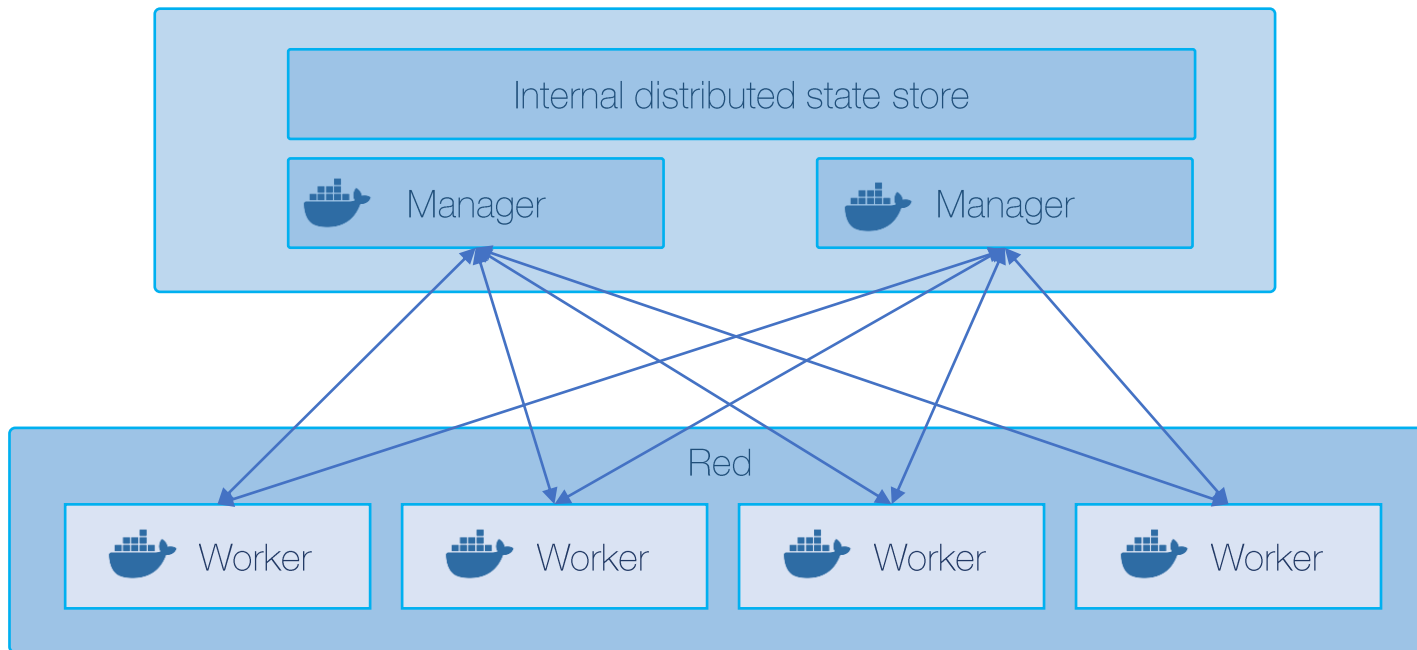 Internal distributed state store
Manager
Manager
Red
Worker
Worker
Worker
Worker